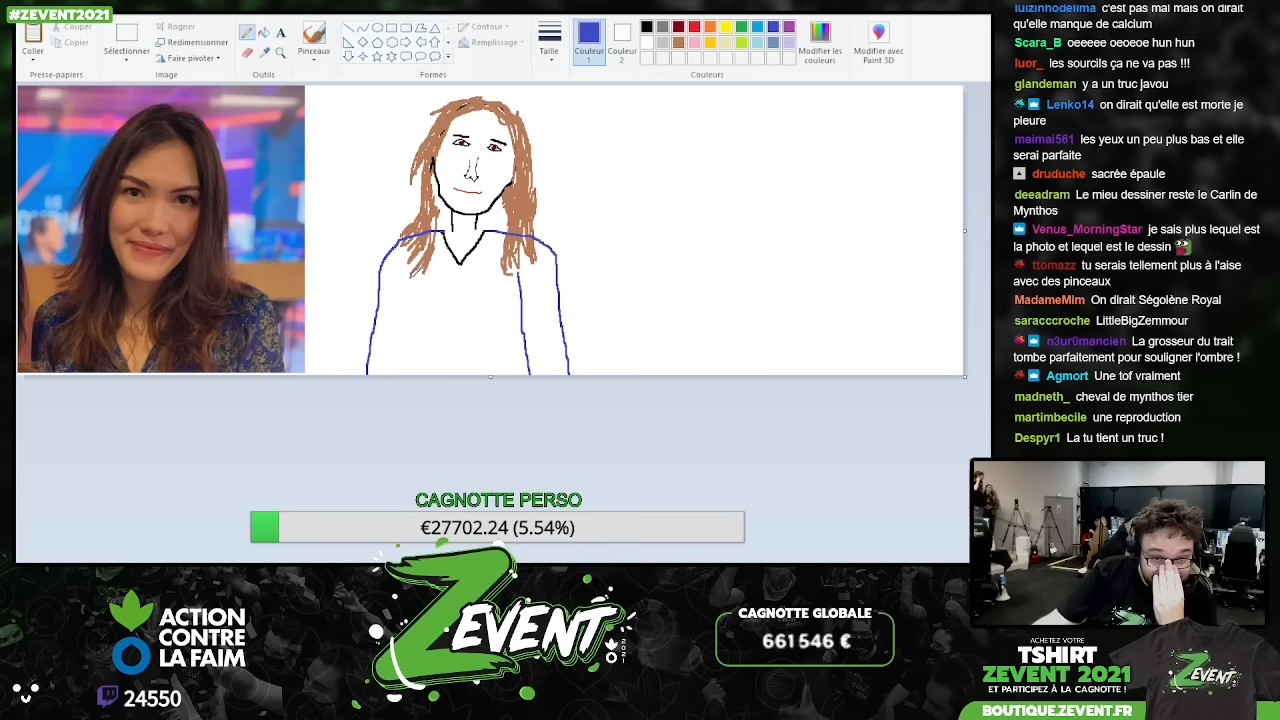 #ZEVENT2021
Coller
Couper
Copier
Presse-papiers
Sélectionner
Rogner
Redimensionner
Faire pivoter
Image
A
Outils
Pinceaux
Contour
Remplissage
Formes
Taille
Couleur
1
Couleur
2
Couleurs
Modifier les
couleurs
Modifier avec
Paint 3D
luizinhodelima c'est pas mal mais on dirait
qu'elle manque de calcium
Scara_B oeeeee oeoeoe hun hun
luor_ les sourcils ça ne va pas !!!
glandeman y a un truc javou
Lenko14 on dirait qu'elle est morte je
pleure
maimai561 les yeux un peu plus bas et elle
serai parfaite
druduche sacrée épaule
deeadram Le mieu dessiner reste le Carlin de
Mynthos
Venus_Morning$tar je sais plus lequel est
la photo et lequel est le dessin
ttomazz tu serais tellement plus à l'aise
avec des pinceaux
MadameMim On dirait Ségolène Royal
saracccroche LittleBigZemmour
n3ur0mancien La grosseur du trait
tombe parfaitement pour souligner l'ombre !
Agmort Une tof vraiment
madneth_ cheval de mynthos tier
martimbecile une reproduction
Despyr1 La tu tient un truc !
CAGNOTTE PERSO
€27702.24 (5.54%)
ACTION
CONTRE
LA FAIM
24550
ZEVENT
2021
CAGNOTTE GLOBALE
661 546 €
ACHETEZ VOTRE
TSHIRT
ZEVENT 2021
ET PARTICIPEZ À LA CAGNOTTE !
ZEVENT
BOUTIQUE.ZEVENT.FR